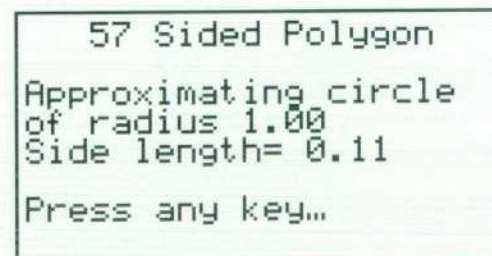 57 Sided Polygon
Approximating circle
of radius 1.00
Side length= 0.11
Press any key…